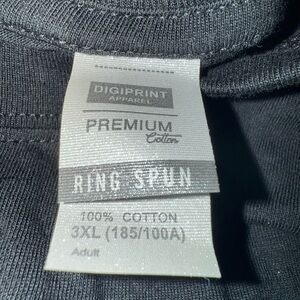 DIGIPRINT
APPAREL
PREMIUM
Cotton
RING SPUN
100% COTTON
3XL (185/100A)
Adult